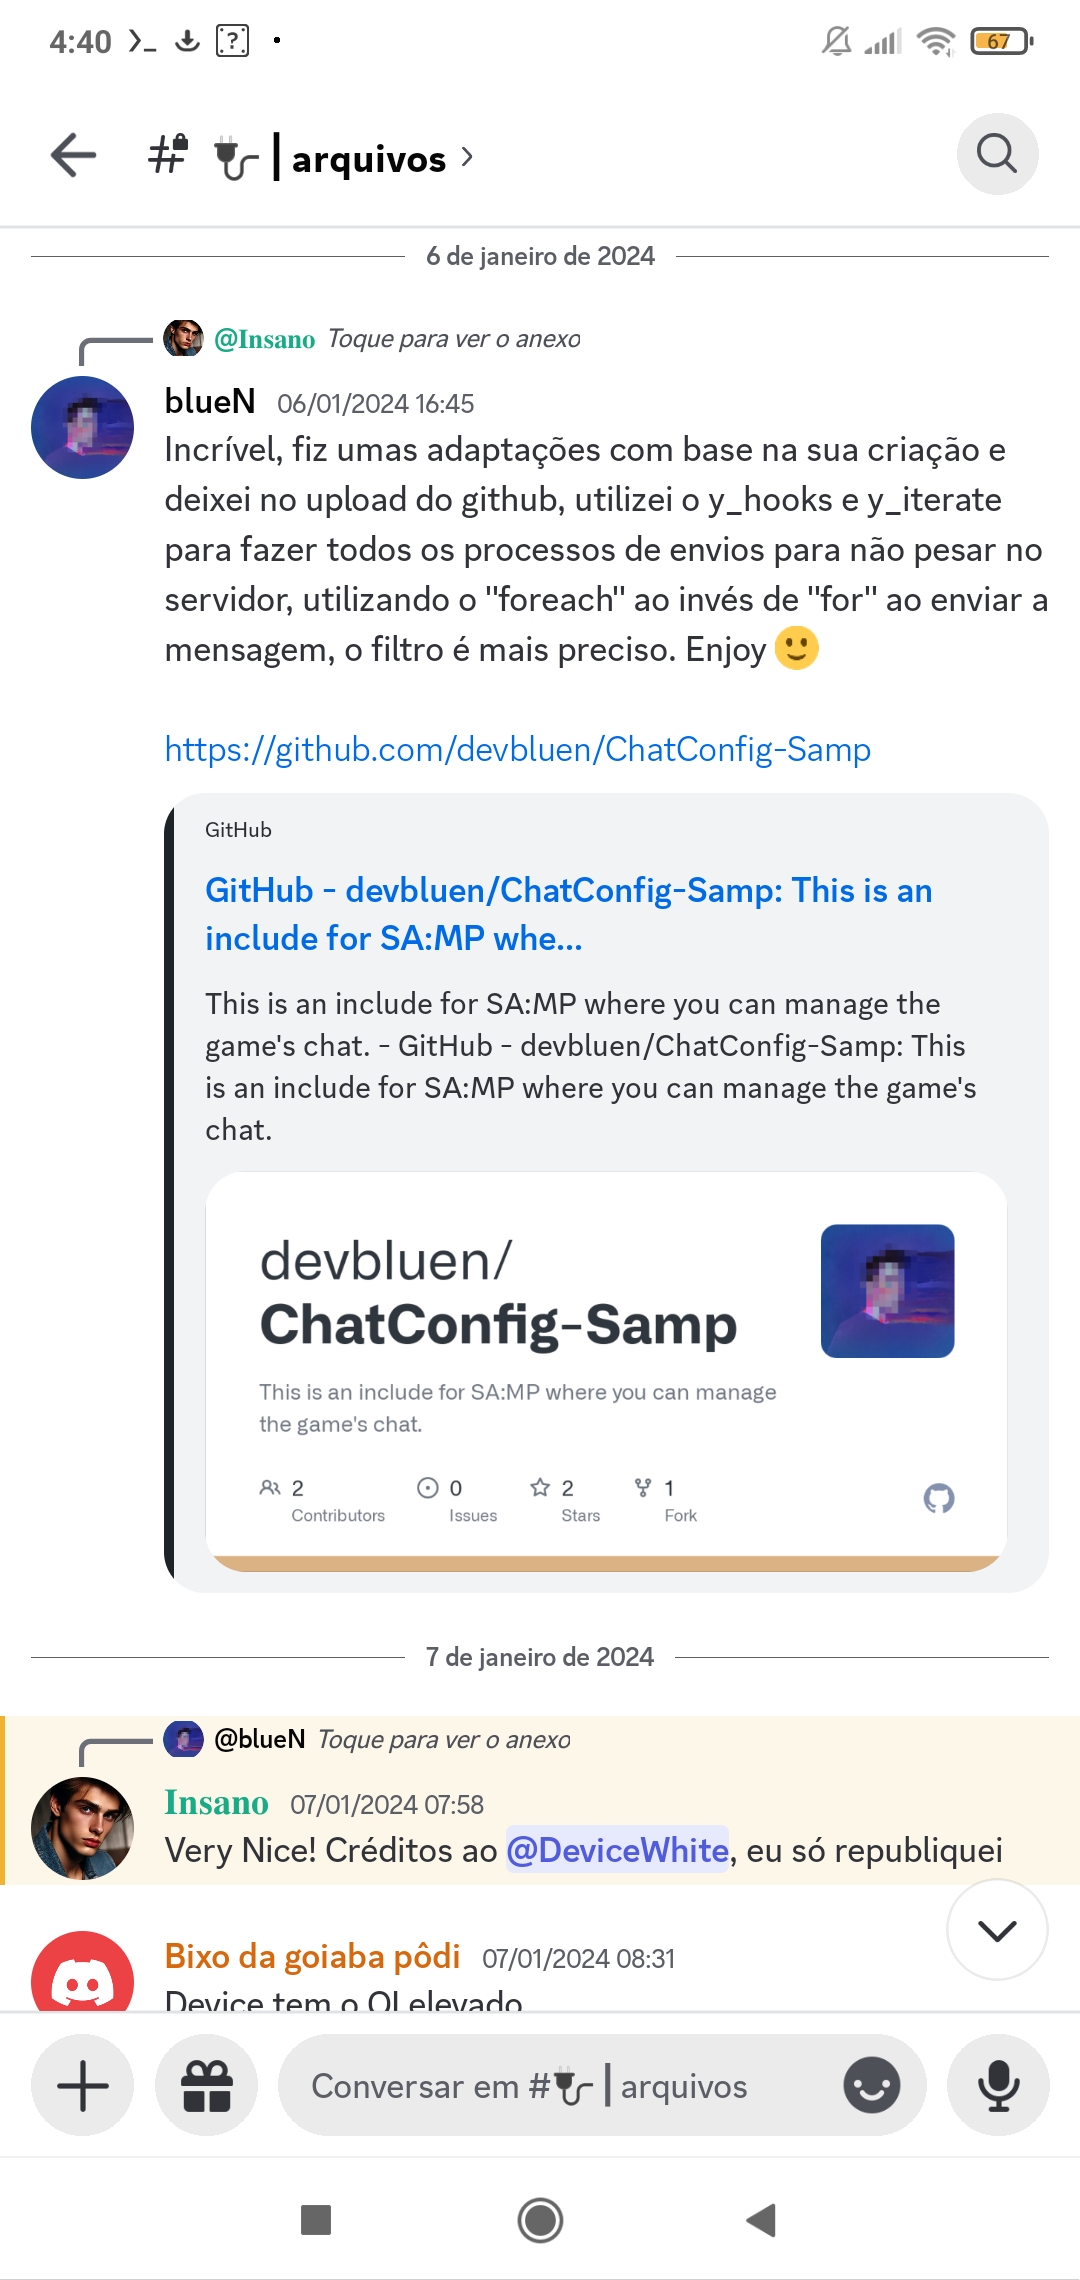 4:40
67
# | arquivos
6 de janeiro de 2024
@Insano Toque para ver o anexo
blueN 06/01/2024 16:45
Incrível, fiz umas adaptações com base na sua criação e
deixei no upload do github, utilizei o y_hooks e y_iterate
para fazer todos os processos de envios para não pesar no
servidor, utilizando o "foreach" ao invés de "for" ao enviar a
mensagem, o filtro é mais preciso. Enjoy 🙂
https://github.com/devbluen/ChatConfig-Samp
GitHub
GitHub - devbluen/ChatConfig-Samp: This is an
include for SA:MP whe...
This is an include for SA:MP where you can manage the
game's chat. - GitHub - devbluen/ChatConfig-Samp: This
is an include for SA:MP where you can manage the game's
chat.
devbluen/
ChatConfig-Samp
This is an include for SA:MP where you can manage
the game's chat.
2 0 2 1
Contributors Issues Stars Fork
7 de janeiro de 2024
@blueN Toque para ver o anexo
Insano 07/01/2024 07:58
Very Nice! Créditos ao @DeviceWhite, eu só republiquei
Bixo da goiaba pôdi 07/01/2024 08:31
Device tem o QI elevado
Conversar em #🔌 | arquivos